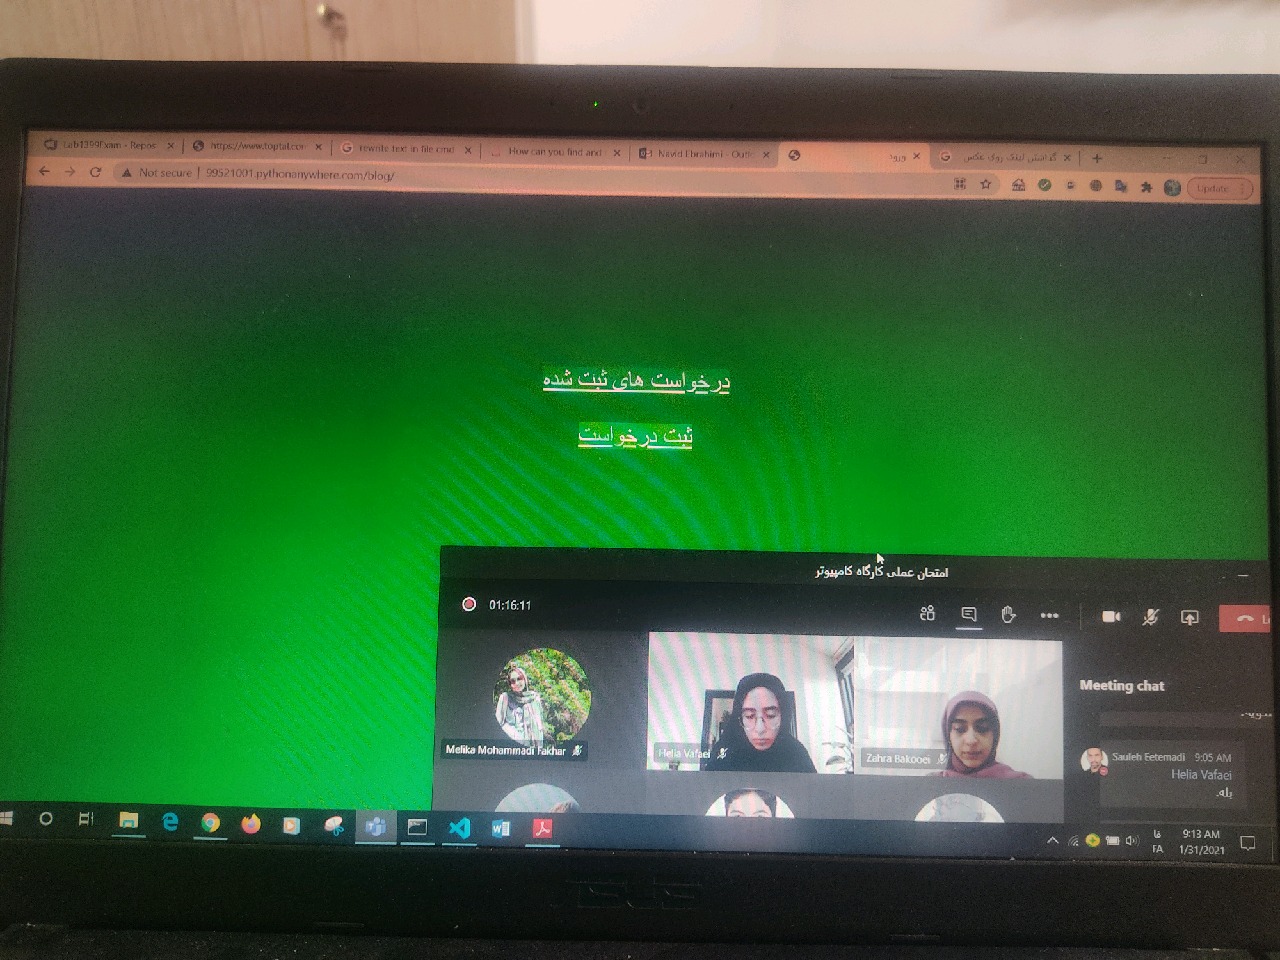 Lab1399Exam - Repos
https://www.toptal.com
rewrite text in file cmd
How can you find and
Navid Ebrahimi - Outlo
ورود
گذاشتن لینک روی عکس
Not secure | 99521001.pythonanywhere.com/blog/
Update
درخواست های ثبت شده
ثبت درخواست
امتحان عملی کارگاه کامپیوتر
01:16:11
Meeting chat
Melika Mohammadi Fakhar
Helia Vafaei
Zahra Bakooei
Sauleh Eetemadi 9:05 AM
Helia Vafaei
بله.
فا
FA
9:13 AM
1/31/2021
ASUS